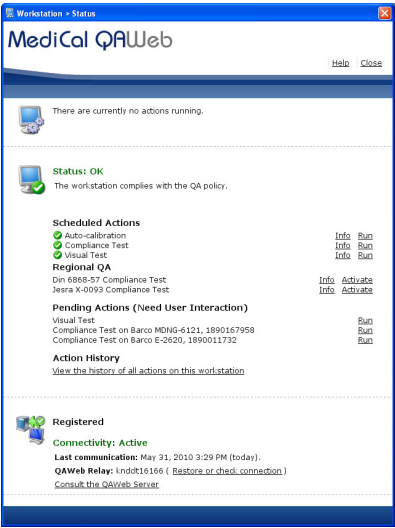 Workstation > Status
MediCal QAWeb
Help Close
There are currently no actions running.
Status: OK
The workstation complies with the QA policy.
Scheduled Actions
Auto-calibration Info Run
Compliance Test Info Run
Visual Test Info Run
Regional QA
Din 6868-57 Compliance Test Info Activate
Jesra X-0093 Compliance Test Info Activate
Pending Actions (Need User Interaction)
Visual Test Run
Compliance Test on Barco MDNG-6121, 1890167958 Run
Compliance Test on Barco E-2620, 1890011732 Run
Action History
View the history of all actions on this workstation
Registered
Connectivity: Active
Last communication: May 31, 2010 3:29 PM (today).
QAWeb Relay: knddt16166 ( Restore or check connection )
Consult the QAWeb Server